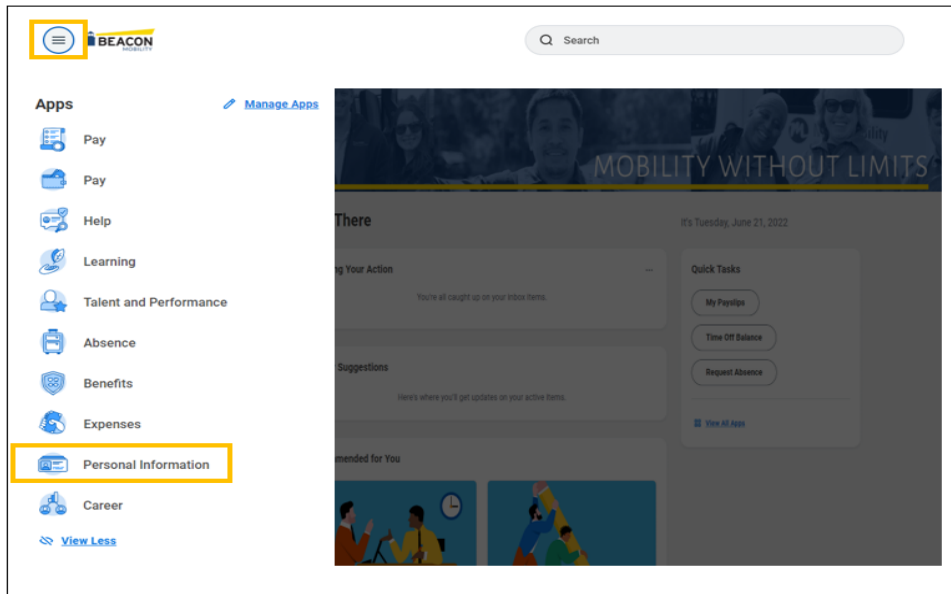 BEACON
MOBILITY
Search
Apps
Manage Apps
Pay
Pay
Help
Learning
Talent and Performance
Absence
Benefits
Expenses
Personal Information
Career
View Less
ility
MOBILITY WITHOUT LIMITS
There
It's Tuesday, June 21, 2022
ng Your Action
You're all caught up on your inbox items.
Suggestions
Here's where you'll get updates on your active items.
mended for You
Quick Tasks
My Payslips
Time Off Balance
Request Absence
View All Apps